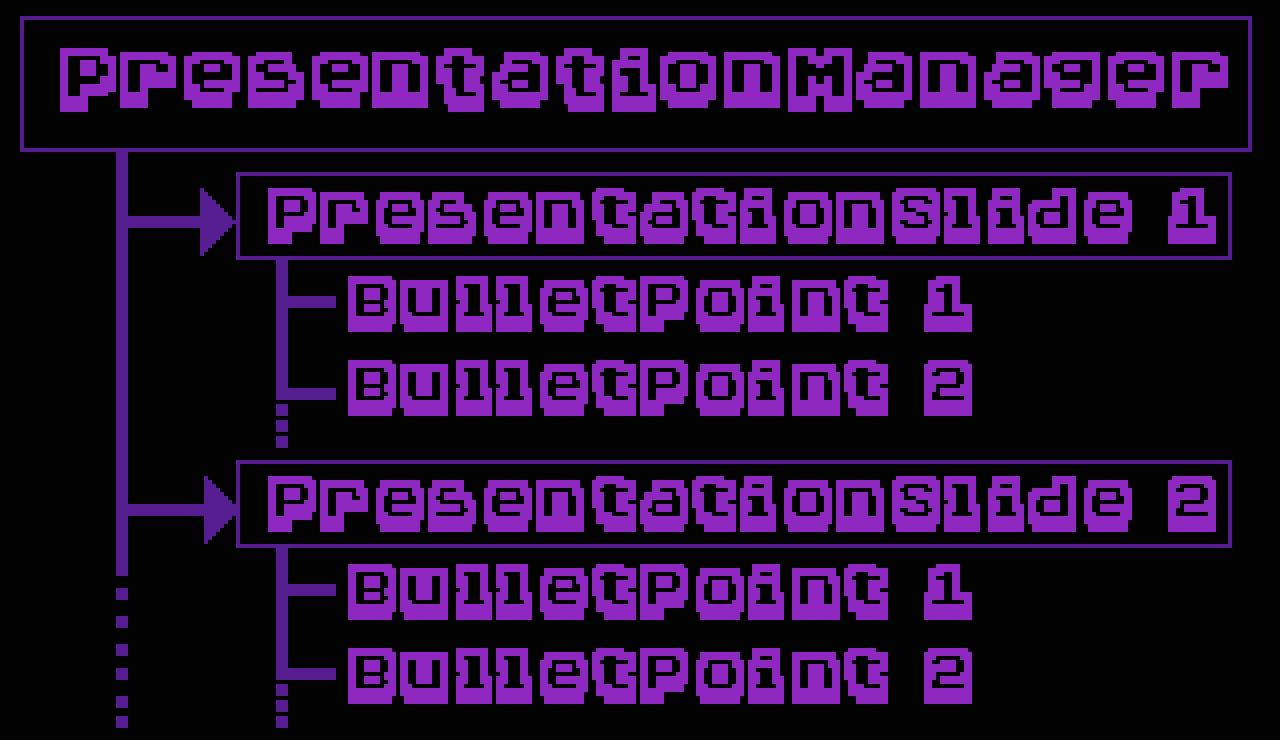 PresentationManager
PresentationSlide 1
BulletPoint 1
BulletPoint 2
PresentationSlide 2
BulletPoint 1
BulletPoint 2